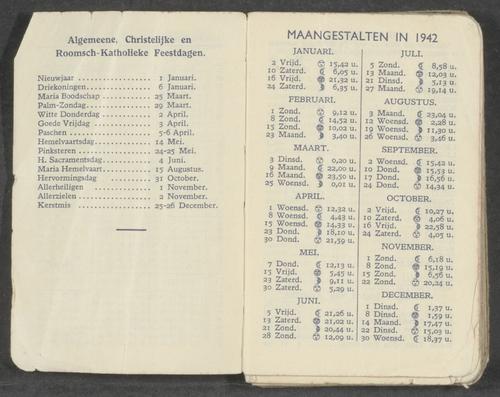 Algemeene, Christelijke en
Roomsch-Katholieke Feestdagen.
Nieuwjaar .................... 1 Januari.
Driekoningen ................. 6 Januari.
Maria Boodschap .............. 25 Maart.
Palm-Zondag .................. 29 Maart.
Witte Donderdag .............. 2 April.
Goede Vrijdag ................ 3 April.
Paschen ...................... 5-6 April.
Hemelvaartsdag ............... 14 Mei.
Pinksteren ................... 24-25 Mei.
H. Sacramentsdag ............. 4 Juni.
Maria Hemelvaart ............. 15 Augustus.
Hervormingsdag ............... 31 October.
Allerheiligen ................ 1 November.
Allerzielen .................. 2 November.
Kerstmis ..................... 25-26 December.
MAANGESTALTEN IN 1942
JANUARI.
2 Vrijd. 15,42 u.
10 Zaterd. 6,05 u.
16 Vrijd. 21,32 u.
24 Zaterd. 6,35 u.
FEBRUARI.
1 Zond. 9,12 u.
8 Zond. 14,52 u.
15 Zond. 10,02 u.
23 Maand. 3,40 u.
MAART.
3 Dinsd. 0,20 u.
9 Maand. 22,00 u.
16 Maand. 23,50 u.
25 Woensd. 0,01 u.
APRIL.
1 Woensd. 12,32 u.
8 Woensd. 4,43 u.
15 Woensd. 14,33 u.
23 Dond. 18,10 u.
30 Dond. 21,59 u.
MEI.
7 Dond. 12,13 u.
15 Vrijd. 5,45 u.
23 Zaterd. 9,11 u.
30 Zaterd. 5,29 u.
JUNI.
5 Vrijd. 21,26 u.
13 Zaterd. 21,02 u.
21 Zond. 20,44 u.
28 Zond. 12,09 u.
JULI.
5 Zond. 8,58 u.
13 Maand. 12,03 u.
21 Dinsd. 5,13 u.
27 Maand. 19,14 u.
AUGUSTUS.
3 Maand. 23,04 u.
12 Woensd. 2,28 u.
19 Woensd. 11,30 u.
26 Woensd. 3,46 u.
SEPTEMBER.
2 Woensd. 15,42 u.
10 Dond. 15,53 u.
17 Dond. 16,56 u.
24 Dond. 14,34 u.
OCTOBER.
2 Vrijd. 10,27 u.
10 Zaterd. 4,06 u.
16 Vrijd. 22,58 u.
24 Zaterd. 4,05 u.
NOVEMBER.
1 Zond. 6,18 u.
8 Zond. 15,19 u.
15 Zond. 6,56 u.
22 Zond. 20,24 u.
DECEMBER.
1 Dinsd. 1,37 u.
8 Dinsd. 1,59 u.
14 Maand. 17,47 u.
22 Dinsd. 15,03 u.
30 Woensd. 18,37 u.